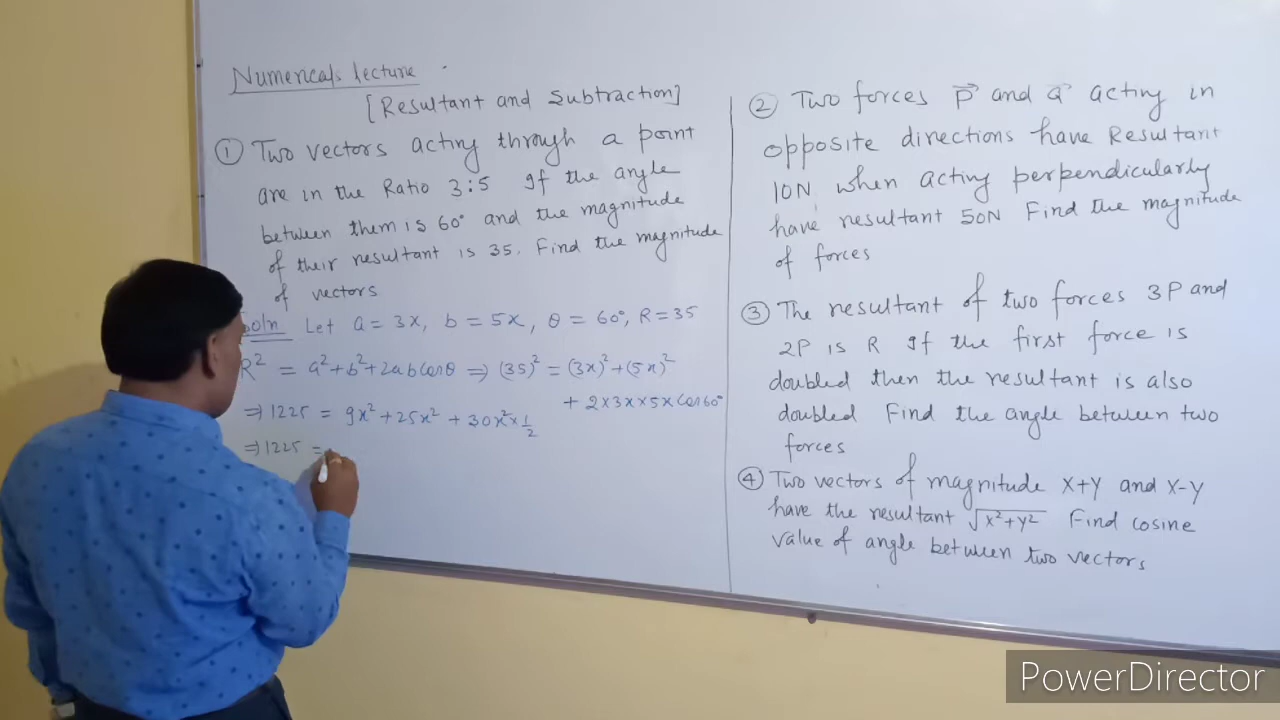 Numericals lecture
[Resultant and Subtraction]
① Two vectors acting through a point
are in the Ratio 3:5 If the angle
between them is 60° and the magnitude
of their resultant is 35. Find the magnitude
of vectors
Soln Let a = 3x, b = 5x, θ = 60°, R = 35
R² = a² + b² + 2ab cosθ ⇒ (35)² = (3x)² + (5x)²
+ 2×3x×5x cos60°
⇒ 1225 = 9x² + 25x² + 30x² × 1/2
⇒ 1225 =
② Two forces P⃗ and Q⃗ acting in
opposite directions have Resultant
10N, when acting perpendicularly
have resultant 50N Find the magnitude
of forces
③ The resultant of two forces 3P and
2P is R If the first force is
doubled then the resultant is also
doubled Find the angle between two
forces
④ Two vectors of magnitude x+y and x-y
have the resultant √x²+y² Find cosine
value of angle between two vectors
PowerDirector